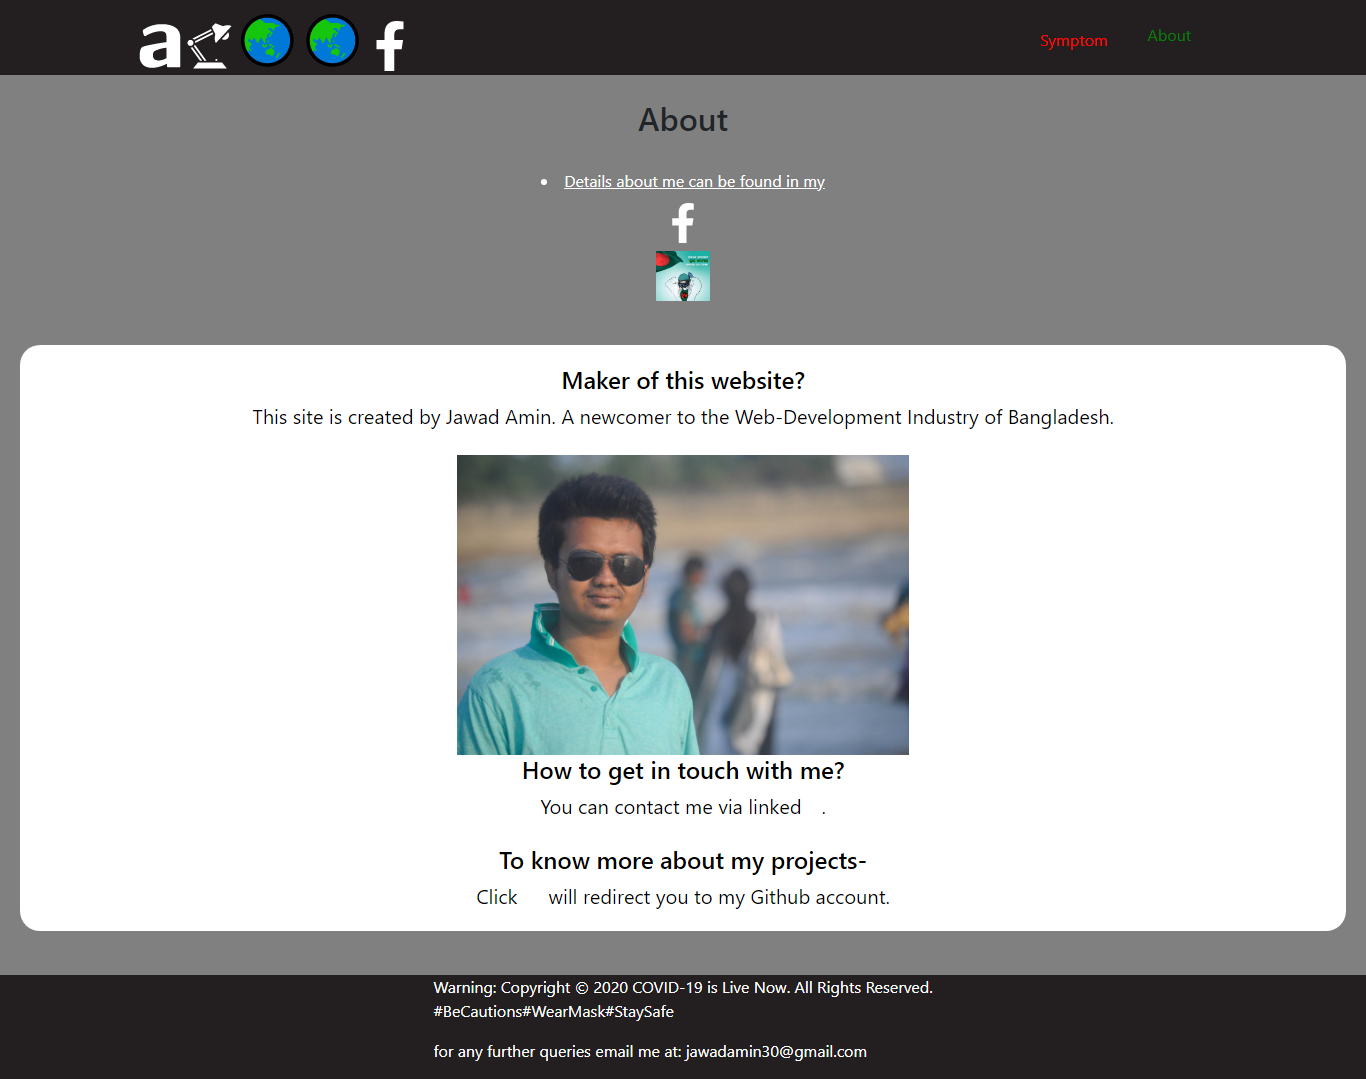 a
Symptom
About
About
Details about me can be found in my
Maker of this website?
This site is created by Jawad Amin. A newcomer to the Web-Development Industry of Bangladesh.
How to get in touch with me?
You can contact me via linked .
To know more about my projects-
Click will redirect you to my Github account.
Warning: Copyright © 2020 COVID-19 is Live Now. All Rights Reserved.
#BeCautions#WearMask#StaySafe
for any further queries email me at: jawadamin30@gmail.com